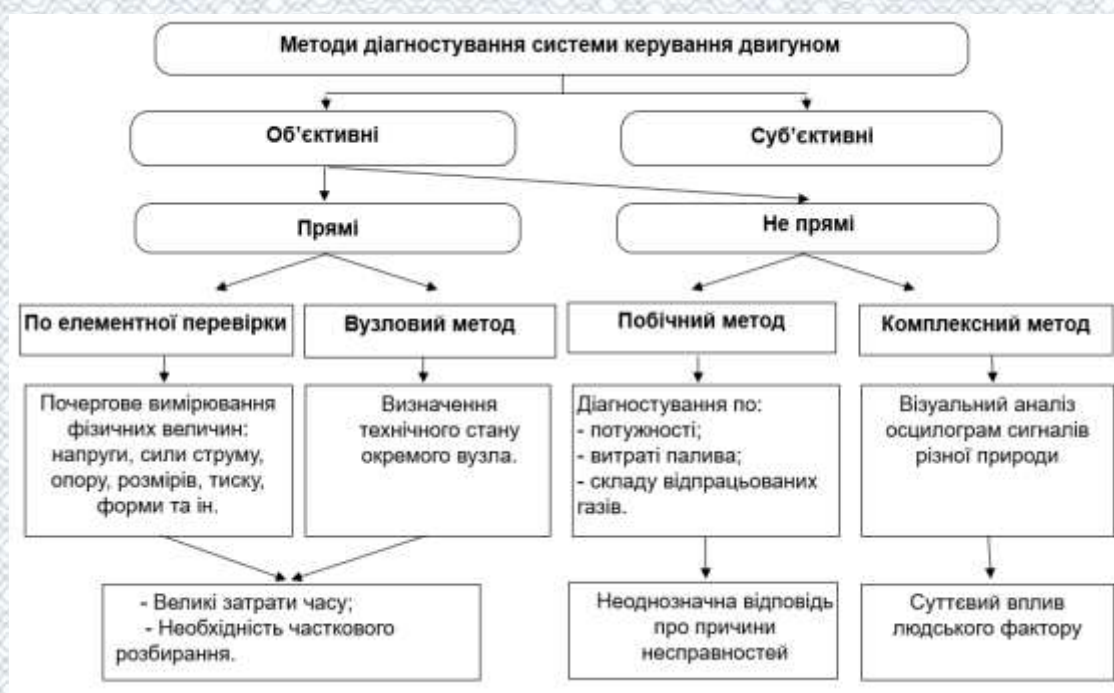 Методи діагностування системи керування двигуном
Об’єктивні
Суб’єктивні
Прямі
Не прямі
По елементної перевірки
Вузловий метод
Побічний метод
Комплексний метод
Почергове вимірювання
фізичних величин:
напруги, сили струму,
опору, розмірів, тиску,
форми та ін.
Визначення
технічного стану
окремого вузла.
Діагностування по:
- потужності;
- витраті палива;
- складу відпрацьованих
газів.
Візуальний аналіз
осцилограм сигналів
різної природи
- Великі затрати часу;
- Необхідність часткового
розбирання.
Неоднозначна відповідь
про причини
несправностей
Суттєвий вплив
людського фактору